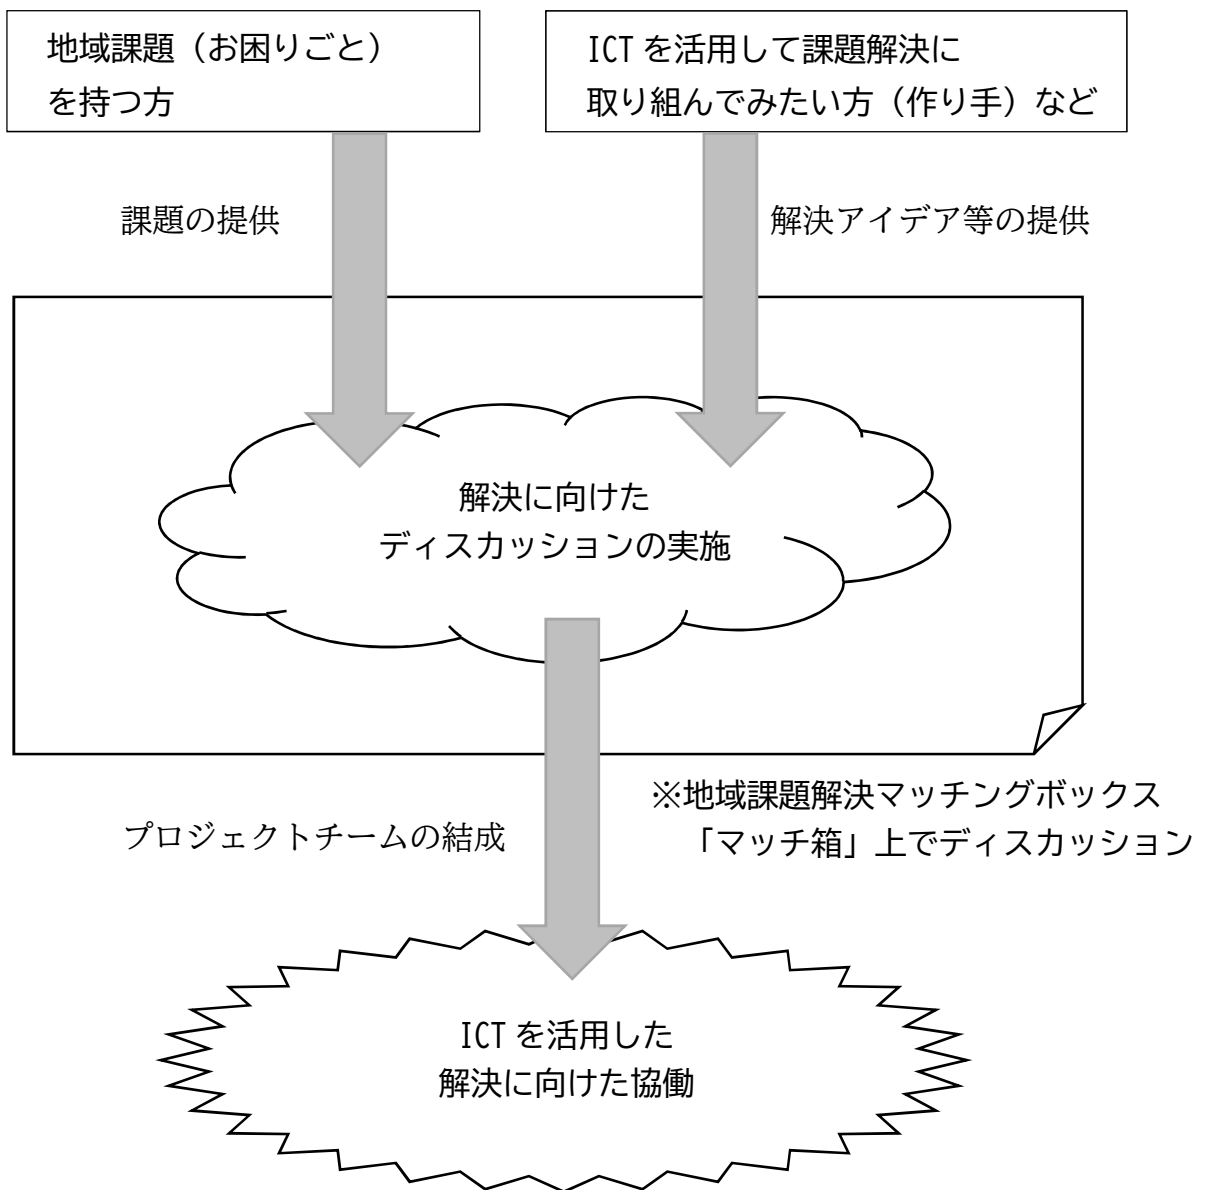 地域課題（お困りごと）
を持つ方
ICTを活用して課題解決に
取り組んでみたい方（作り手）など
課題の提供
解決アイデア等の提供
解決に向けた
ディスカッションの実施
※地域課題解決マッチングボックス
「マッチ箱」上でディスカッション
プロジェクトチームの結成
ICTを活用した
解決に向けた協働